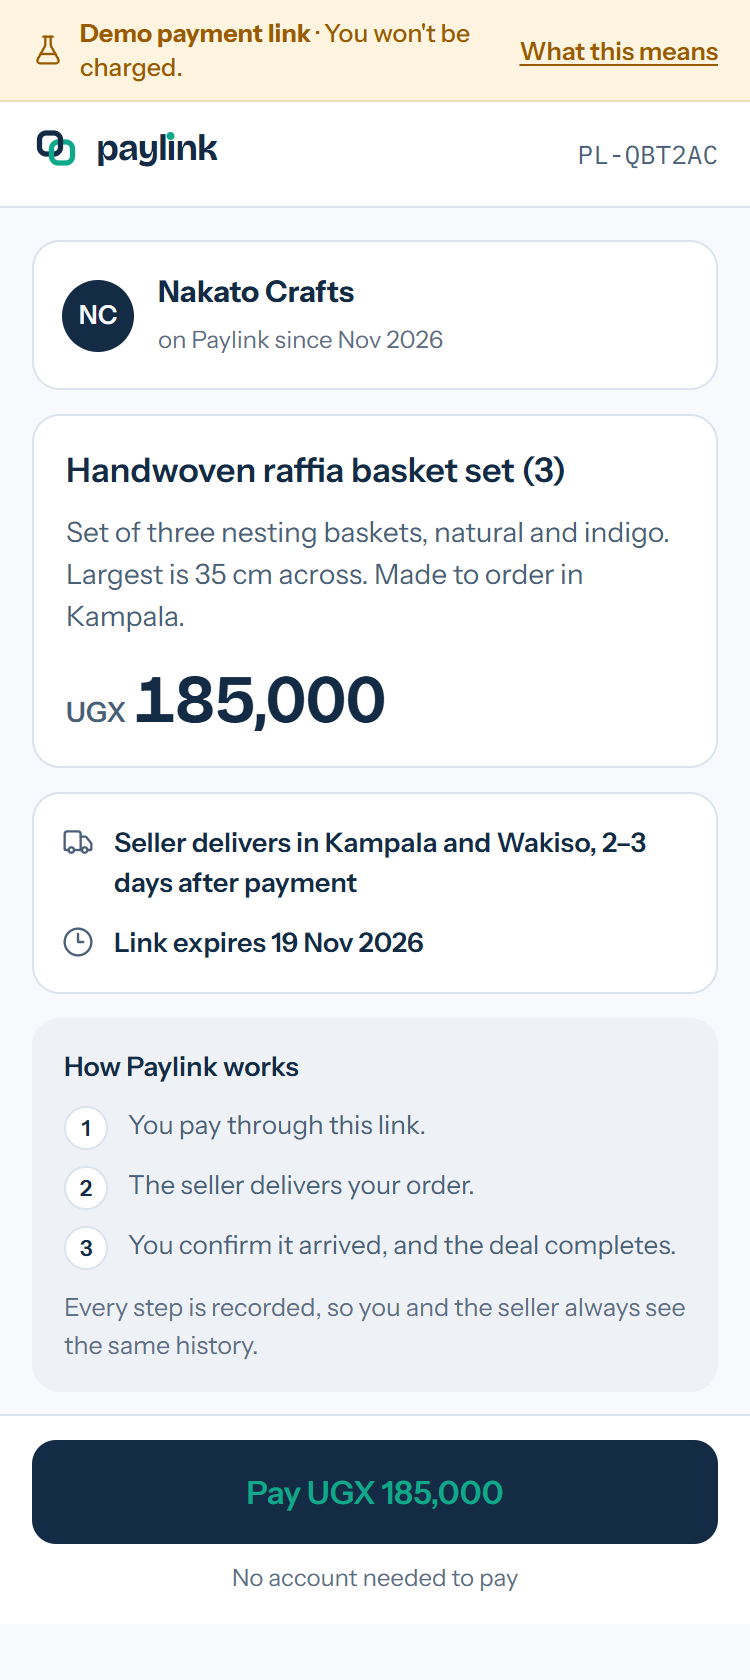 Demo payment link · You won't be
charged.
What this means
paylink
PL-QBT2AC
NC
Nakato Crafts
on Paylink since Nov 2026
Handwoven raffia basket set (3)
Set of three nesting baskets, natural and indigo.
Largest is 35 cm across. Made to order in
Kampala.
UGX 185,000
Seller delivers in Kampala and Wakiso, 2–3
days after payment
Link expires 19 Nov 2026
How Paylink works
1 You pay through this link.
2 The seller delivers your order.
3 You confirm it arrived, and the deal completes.
Every step is recorded, so you and the seller always see
the same history.
Pay UGX 185,000
No account needed to pay